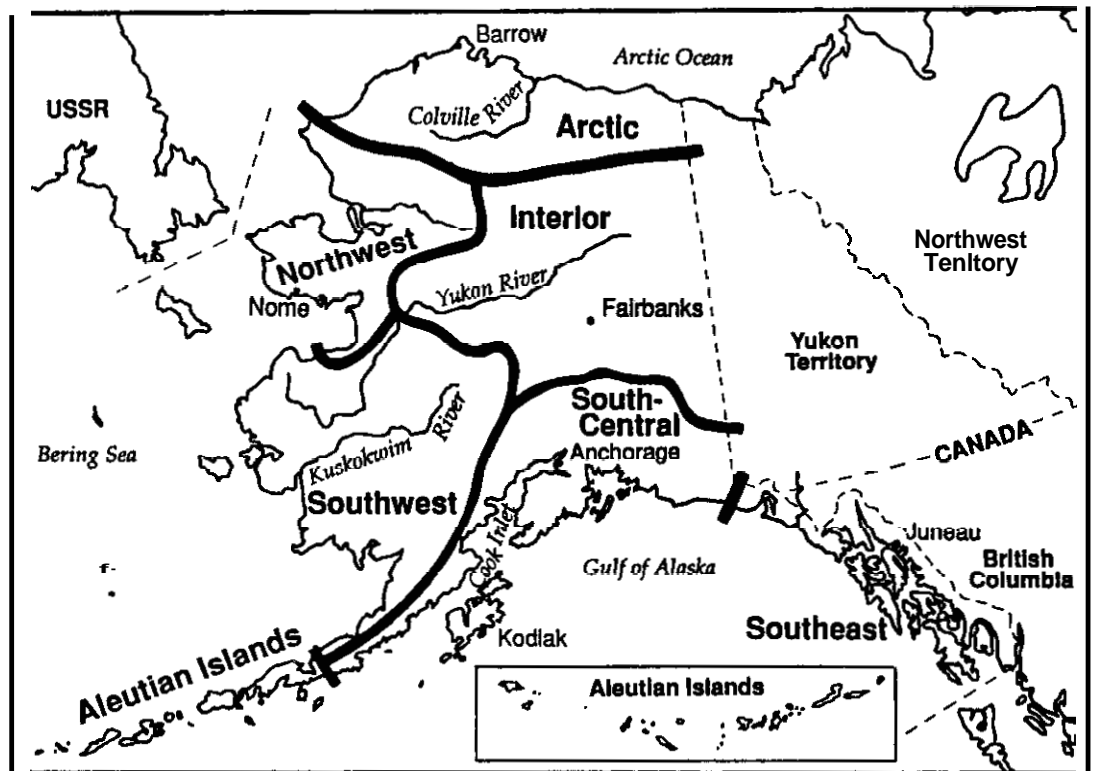 Barrow
Arctic Ocean
USSR
Colville River
Arctic
Interior
Northwest
Northwest
Tenltory
Yukon River
Nome
Fairbanks
Yukon
Territory
South-
Central
Anchorage
CANADA
Bering Sea
Kuskokwim
River
Southwest
Cook Inlet
Juneau
Gulf of Alaska
British
Columbia
Southeast
Kodiak
Aleutian Islands
Aleutian Islands